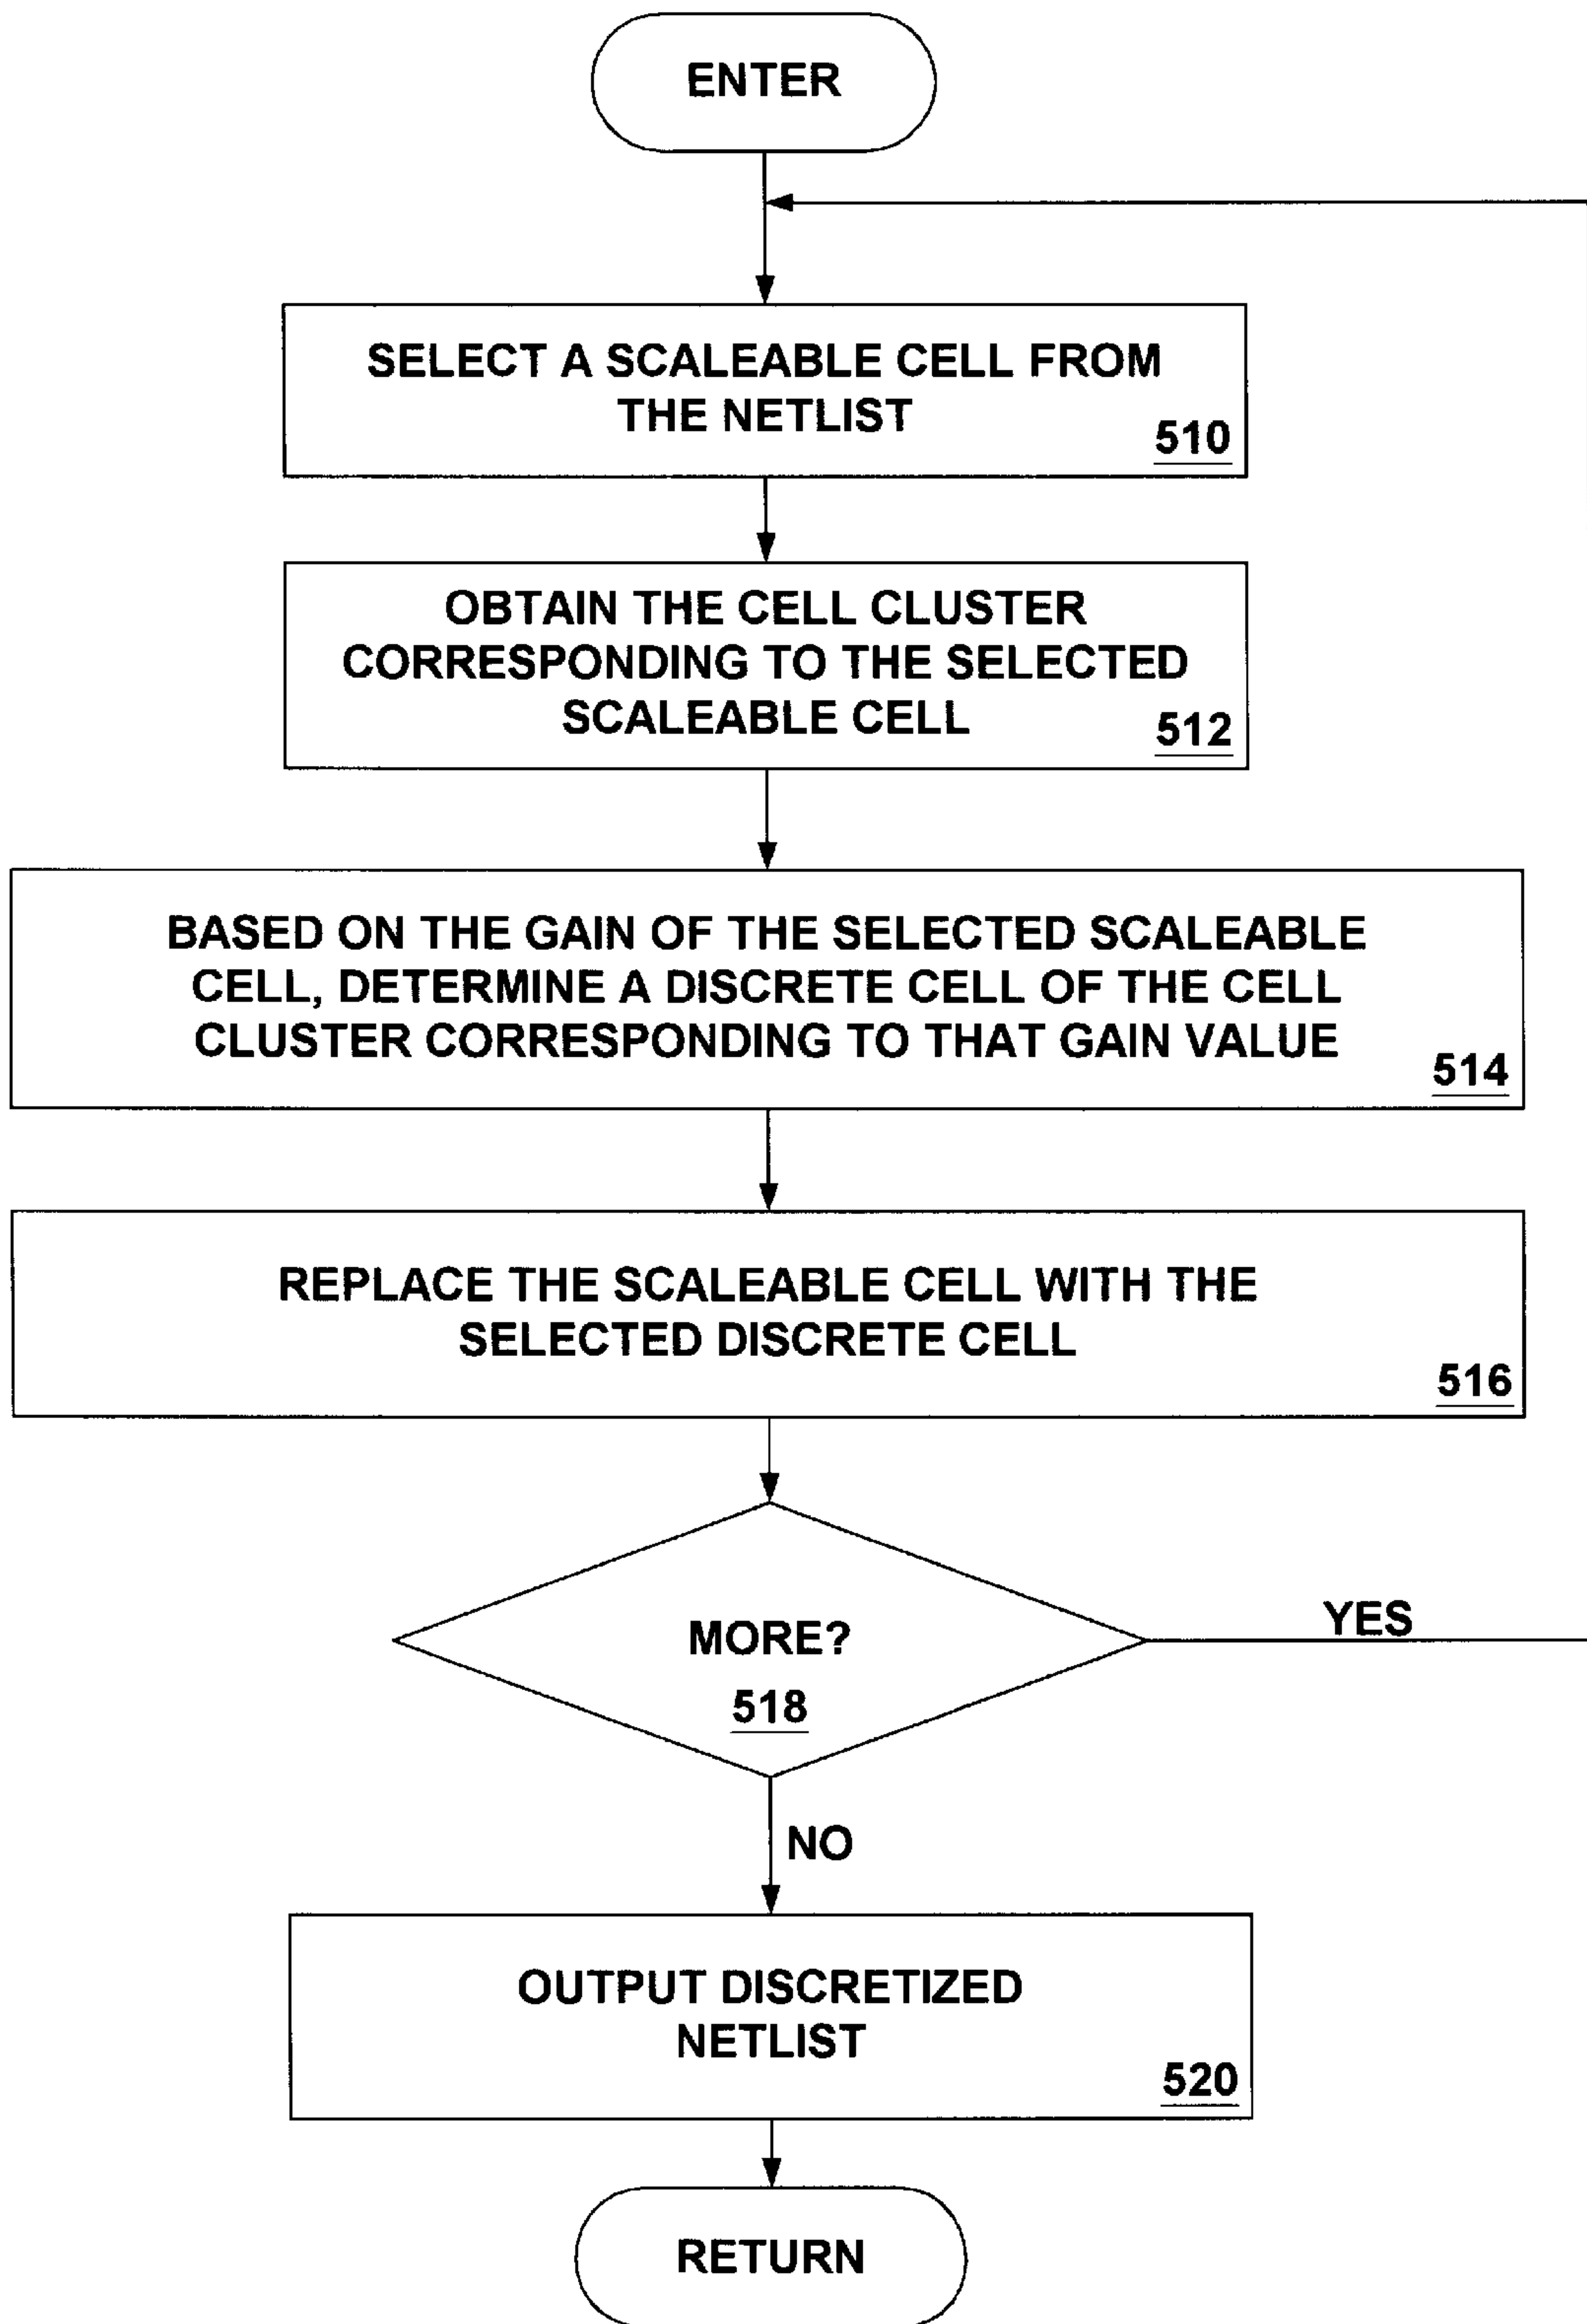 ENTER
SELECT A SCALEABLE CELL FROM
THE NETLIST
510
OBTAIN THE CELL CLUSTER
CORRESPONDING TO THE SELECTED
SCALEABLE CELL
512
BASED ON THE GAIN OF THE SELECTED SCALEABLE
CELL, DETERMINE A DISCRETE CELL OF THE CELL
CLUSTER CORRESPONDING TO THAT GAIN VALUE
514
REPLACE THE SCALEABLE CELL WITH THE
SELECTED DISCRETE CELL
516
MORE?
518
YES
NO
OUTPUT DISCRETIZED
NETLIST
520
RETURN